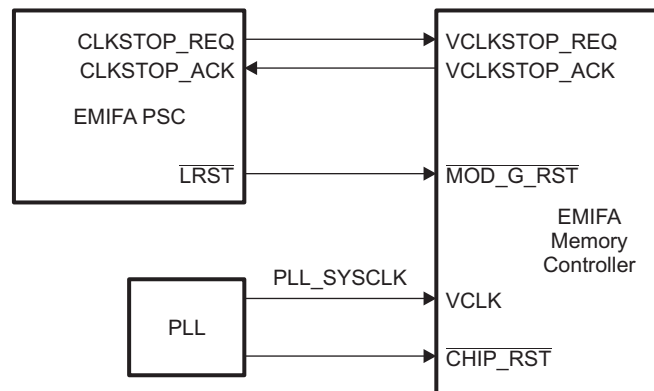 CLKSTOP_REQ
CLKSTOP_ACK
EMIFA PSC
LRST
VCLKSTOP_REQ
VCLKSTOP_ACK
MOD_G_RST
EMIFA
Memory
Controller
PLL_SYSCLK
PLL
VCLK
CHIP_RST